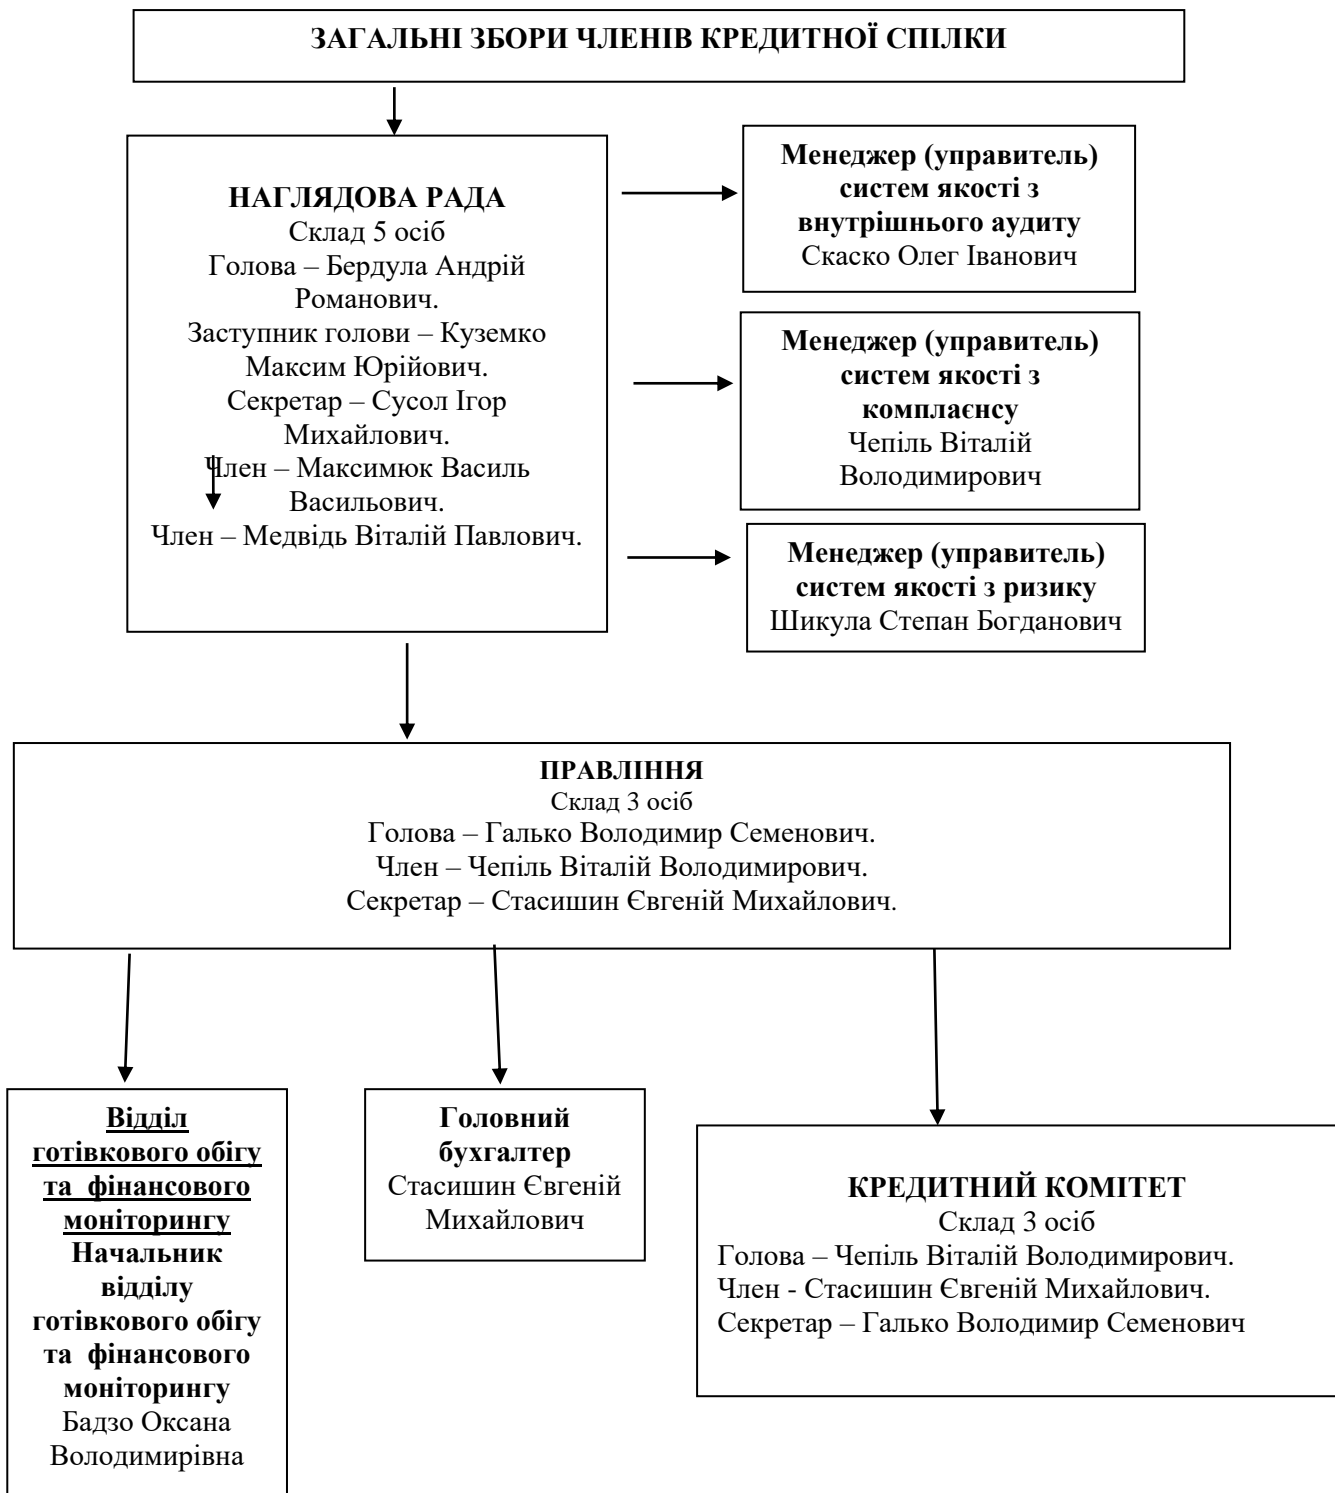 ЗАГАЛЬНІ ЗБОРИ ЧЛЕНІВ КРЕДИТНОЇ СПІЛКИ
НАГЛЯДОВА РАДА
Склад 5 осіб
Голова – Бердула Андрій
Романович.
Заступник голови – Куземко
Максим Юрійович.
Секретар – Сусол Ігор
Михайлович.
Член – Максимюк Василь
Васильович.
Член – Медвідь Віталій Павлович.
Менеджер (управитель)
систем якості з
внутрішнього аудиту
Скаско Олег Іванович
Менеджер (управитель)
систем якості з
комплаєнсу
Чепіль Віталій
Володимирович
Менеджер (управитель)
систем якості з ризику
Шикула Степан Богданович
ПРАВЛІННЯ
Склад 3 осіб
Голова – Галько Володимир Семенович.
Член – Чепіль Віталій Володимирович.
Секретар – Стасишин Євгеній Михайлович.
Відділ
готівкового обігу
та фінансового
моніторингу
Начальник
відділу
готівкового обігу
та фінансового
моніторингу
Бадзо Оксана
Володимирівна
Головний
бухгалтер
Стасишин Євгеній
Михайлович
КРЕДИТНИЙ КОМІТЕТ
Склад 3 осіб
Голова – Чепіль Віталій Володимирович.
Член - Стасишин Євгеній Михайлович.
Секретар – Галько Володимир Семенович